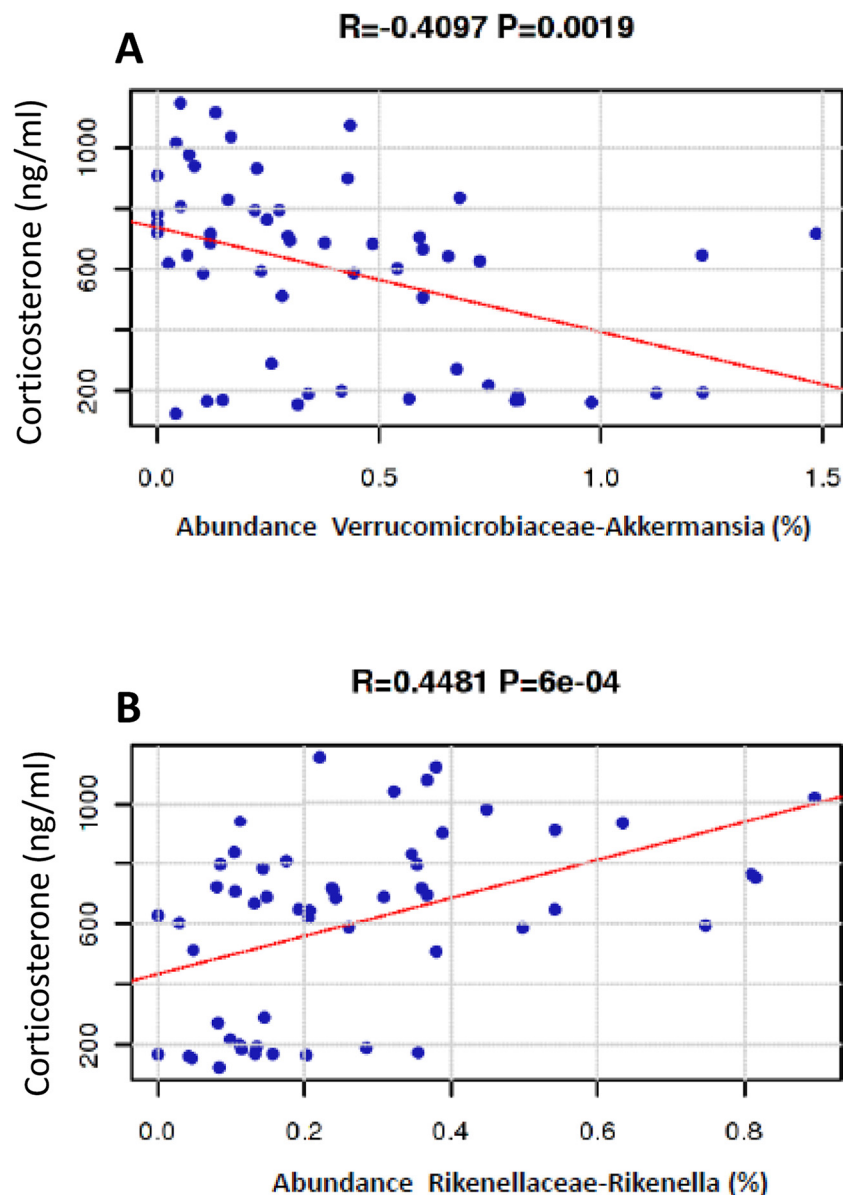 A
R=-0.4097 P=0.0019
Corticosterone (ng/ml)
1000
600
200
0.0 0.5 1.0 1.5
Abundance Verrucomicrobiaceae-Akkermansia (%)
B
R=0.4481 P=6e-04
Corticosterone (ng/ml)
1000
600
200
0.0 0.2 0.4 0.6 0.8
Abundance Rikenellaceae-Rikenella (%)